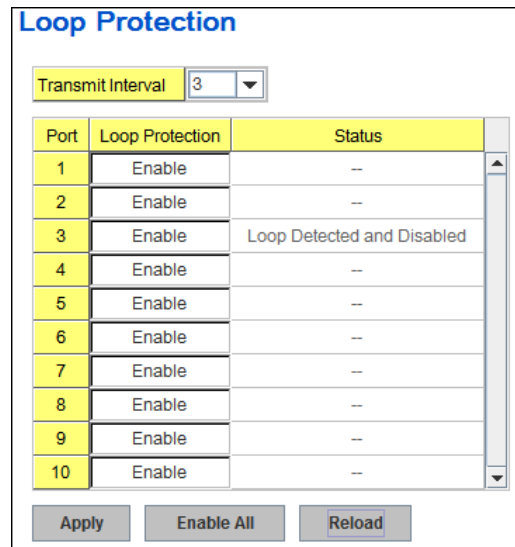 Loop Protection
Transmit Interval 3
Port Loop Protection Status
1 Enable --
2 Enable --
3 Enable Loop Detected and Disabled
4 Enable --
5 Enable --
6 Enable --
7 Enable --
8 Enable --
9 Enable --
10 Enable --
Apply Enable All Reload